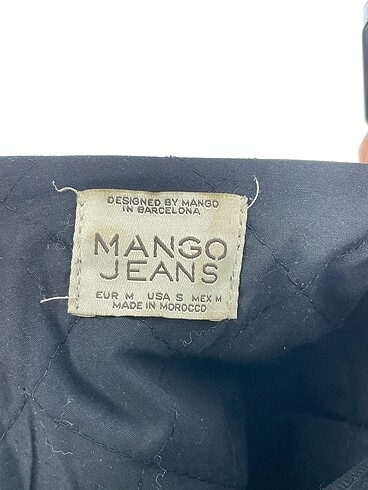 DESIGNED BY MANGO
IN BARCELONA
MANGO
JEANS
EUR M USA S MEX M
MADE IN MOROCCO